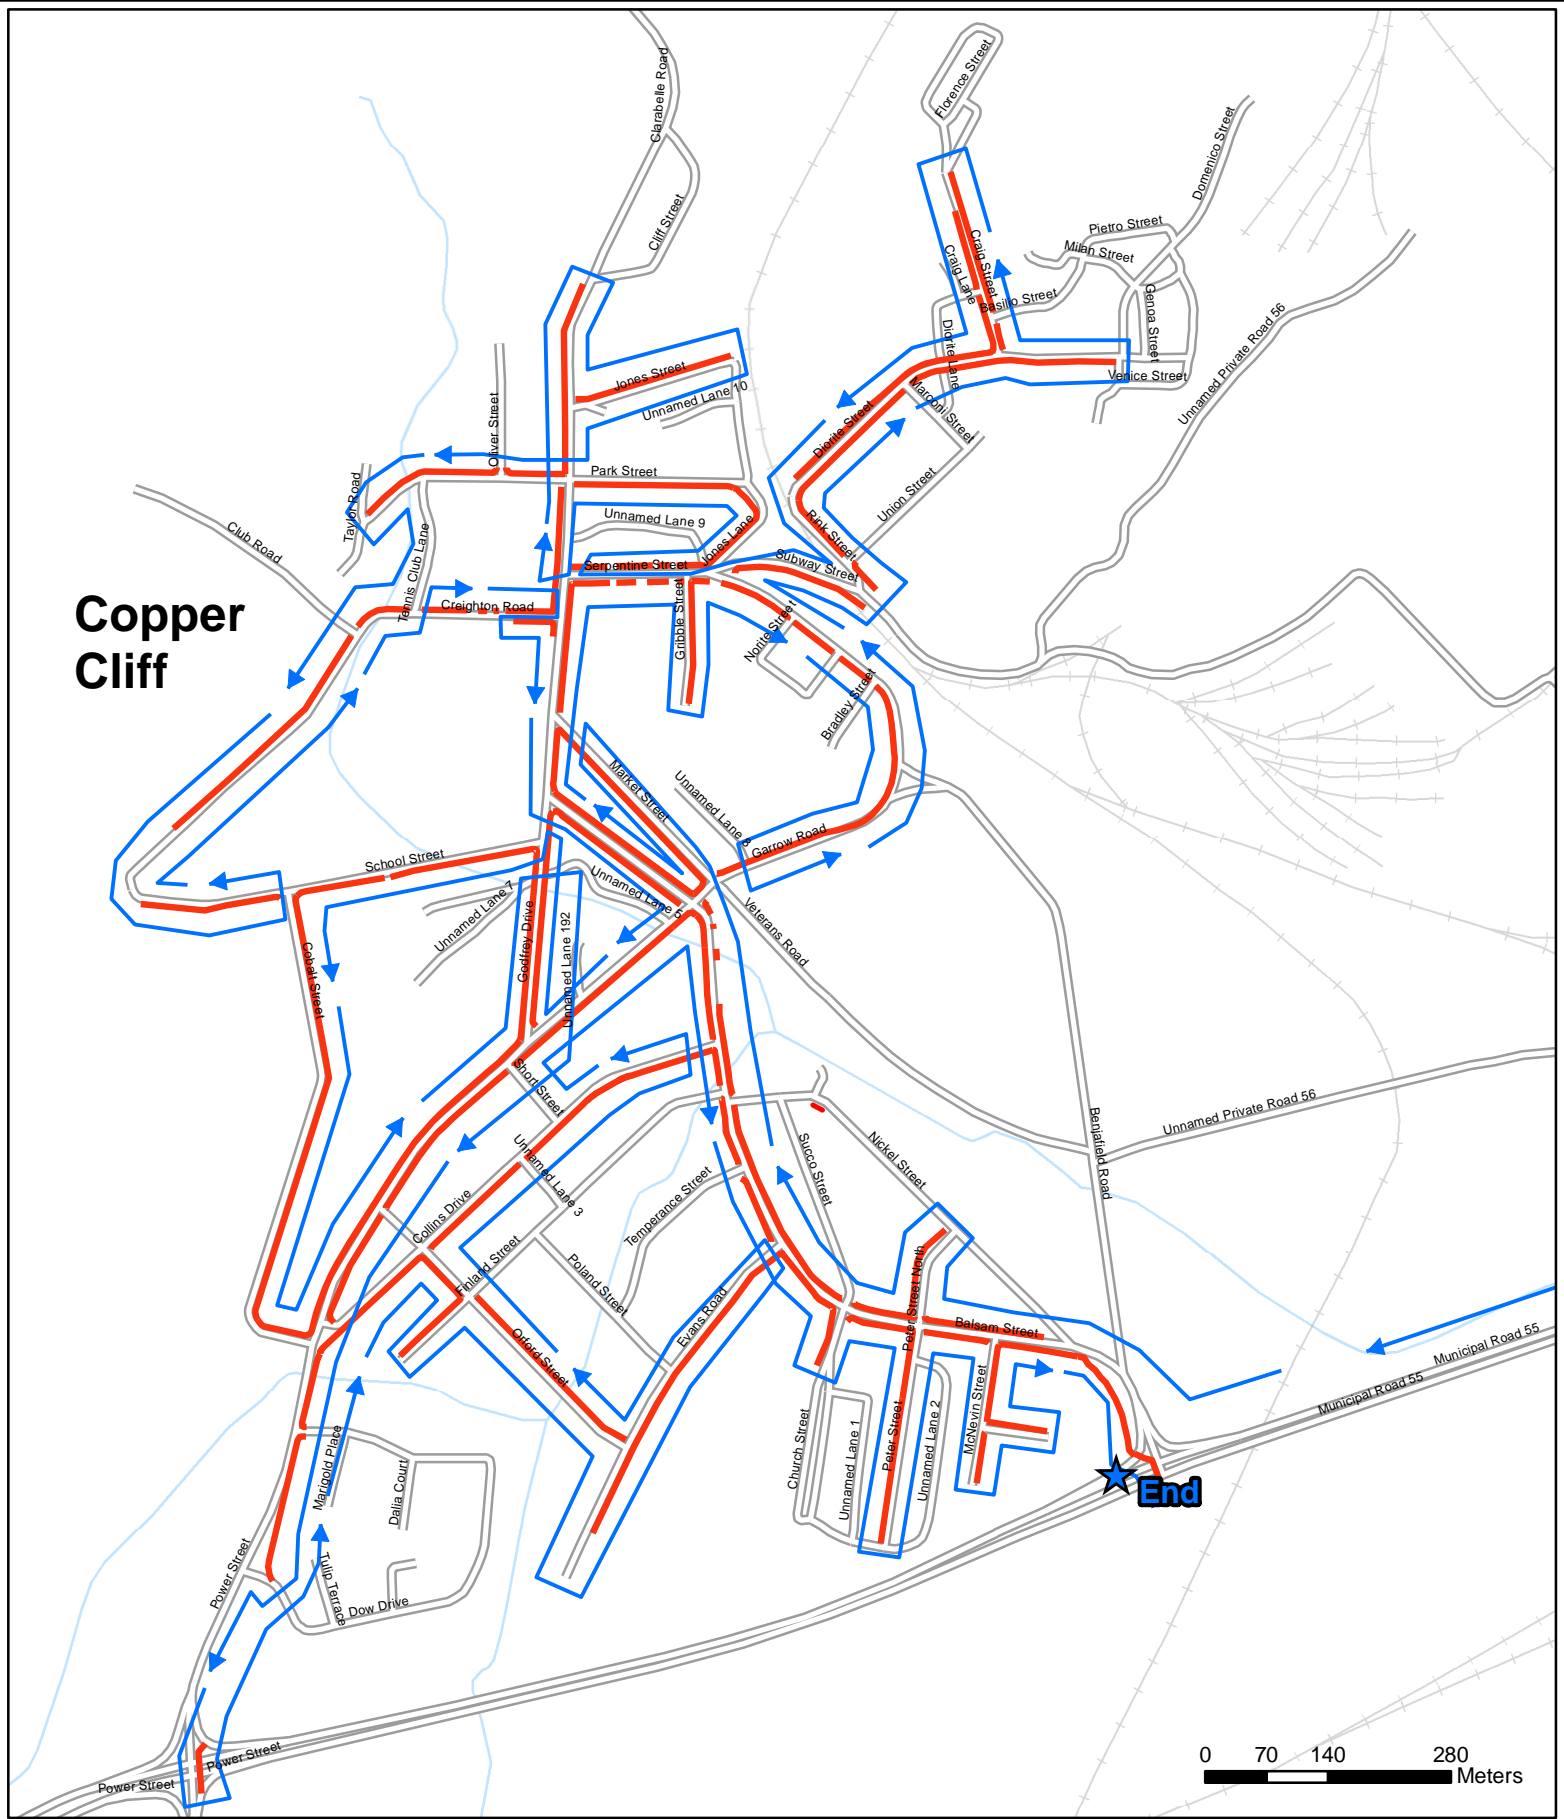 Clarabelle Road
Florence Street
Domenico Street
Cliff Street
Pietro Street
Milan Street
Craig Street
Craig Lane
Basilio Street
Genoa Street
Unnamed Private Road 56
Diorite Lane
Venice Street
Jones Street
Unnamed Lane 10
Marconi Street
Oliver Street
Diorite Street
Park Street
Taylor Road
Union Street
Unnamed Lane 9
Rink Street
Club Road
Tennis Club Lane
Jones Lane
Serpentine Street
Subway Street
Copper
Cliff
Creighton Road
Gribble Street
Norite Street
Bradley Street
Market Street
Unnamed Lane 8
Garrow Road
School Street
Unnamed Lane 7
Unnamed Lane 6
Godfrey Drive
Unnamed Lane 192
Veterans Road
Cobalt Street
Short Street
Benjafield Road
Unnamed Private Road 56
Unnamed Lane 3
Succo Street
Nickel Street
Collins Drive
Temperance Street
Finland Street
Poland Street
Evans Road
Peter Street North
Balsam Street
Orford Street
Municipal Road 55
Municipal Road 55
McNevin Street
Church Street
Unnamed Lane 1
Peter Street
Unnamed Lane 2
Marigold Place
Dalia Court
End
Power Street
Tulip Terrace
Dow Drive
Power Street
Power Street
0 70 140 280
Meters